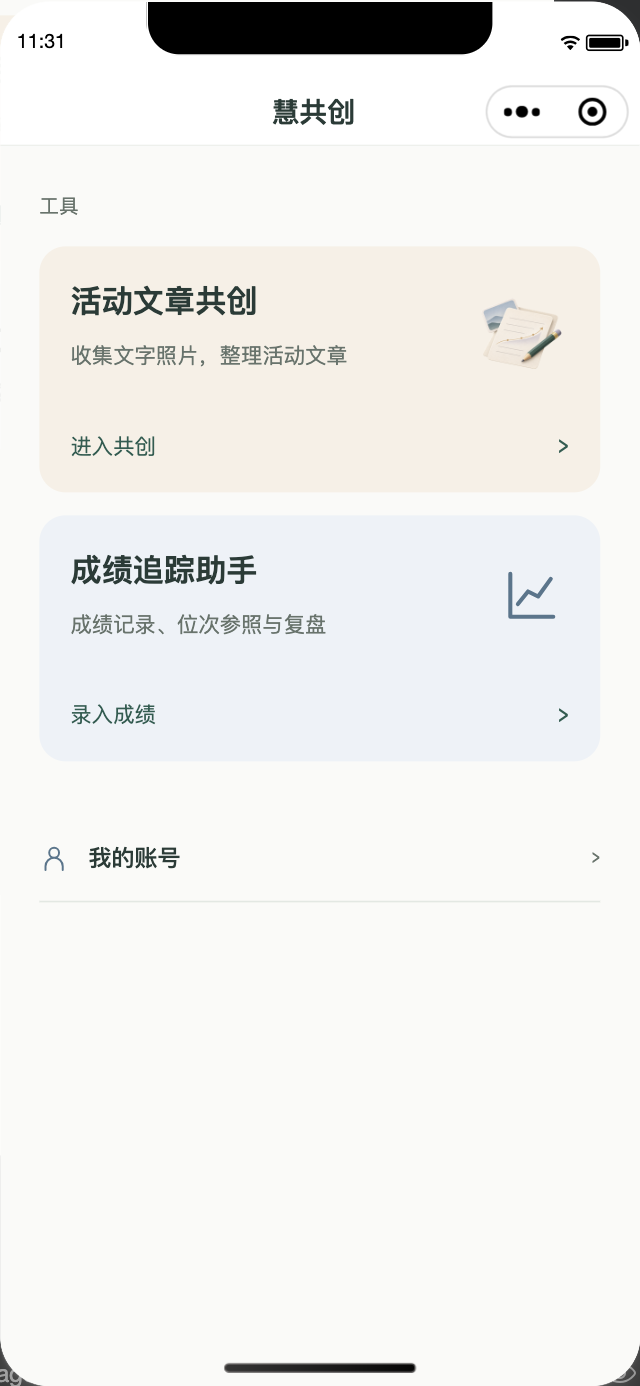 11:31
慧共创
工具
活动文章共创
收集文字照片，整理活动文章
进入共创
成绩追踪助手
成绩记录、位次参照与复盘
录入成绩
我的账号